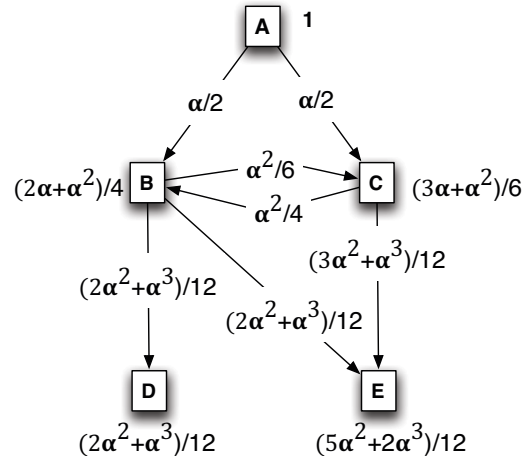 A 1
α/2 α/2
α²/6
(2α+α²)/4 B C (3α+α²)/6
α²/4
(3α²+α³)/12
(2α²+α³)/12
(2α²+α³)/12
D E
(2α²+α³)/12 (5α²+2α³)/12